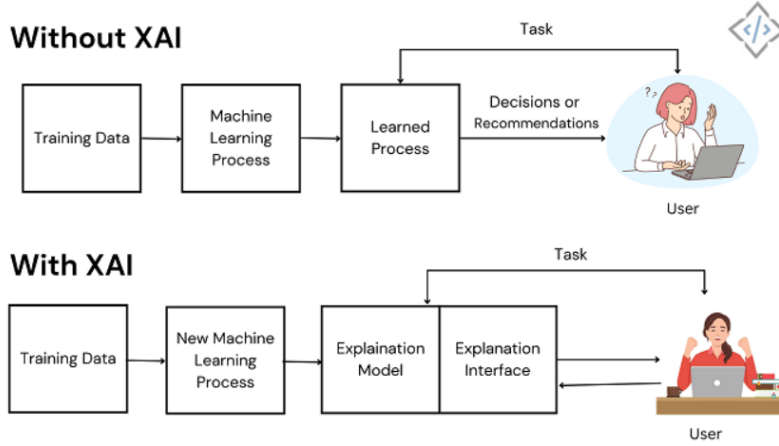 Without XAI
Task
Training Data
Machine
Learning
Process
Learned
Process
Decisions or
Recommendations
? ?
</>
User
With XAI
Task
Training Data
New Machine
Learning
Process
Explaination
Model
Explanation
Interface
User